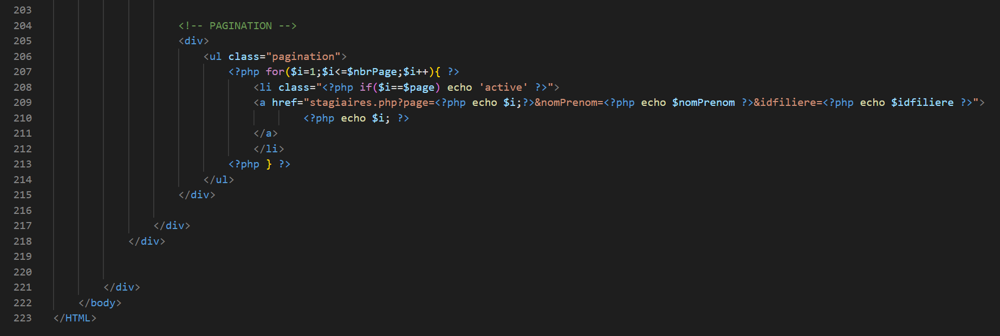 203
204 <!-- PAGINATION -->
205 <div>
206 <ul class="pagination">
207 <?php for($i=1;$i<=$nbrPage;$i++){ ?>
208 <li class="<?php if($i==$page) echo 'active' ?>">
209 <a href="stagiaires.php?page=<?php echo $i;?>&nomPrenom=<?php echo $nomPrenom ?>&idfiliere=<?php echo $idfiliere ?>">
210 <?php echo $i; ?>
211 </a>
212 </li>
213 <?php } ?>
214 </ul>
215 </div>
216
217 </div>
218 </div>
219
220
221 </div>
222 </body>
223 </HTML>